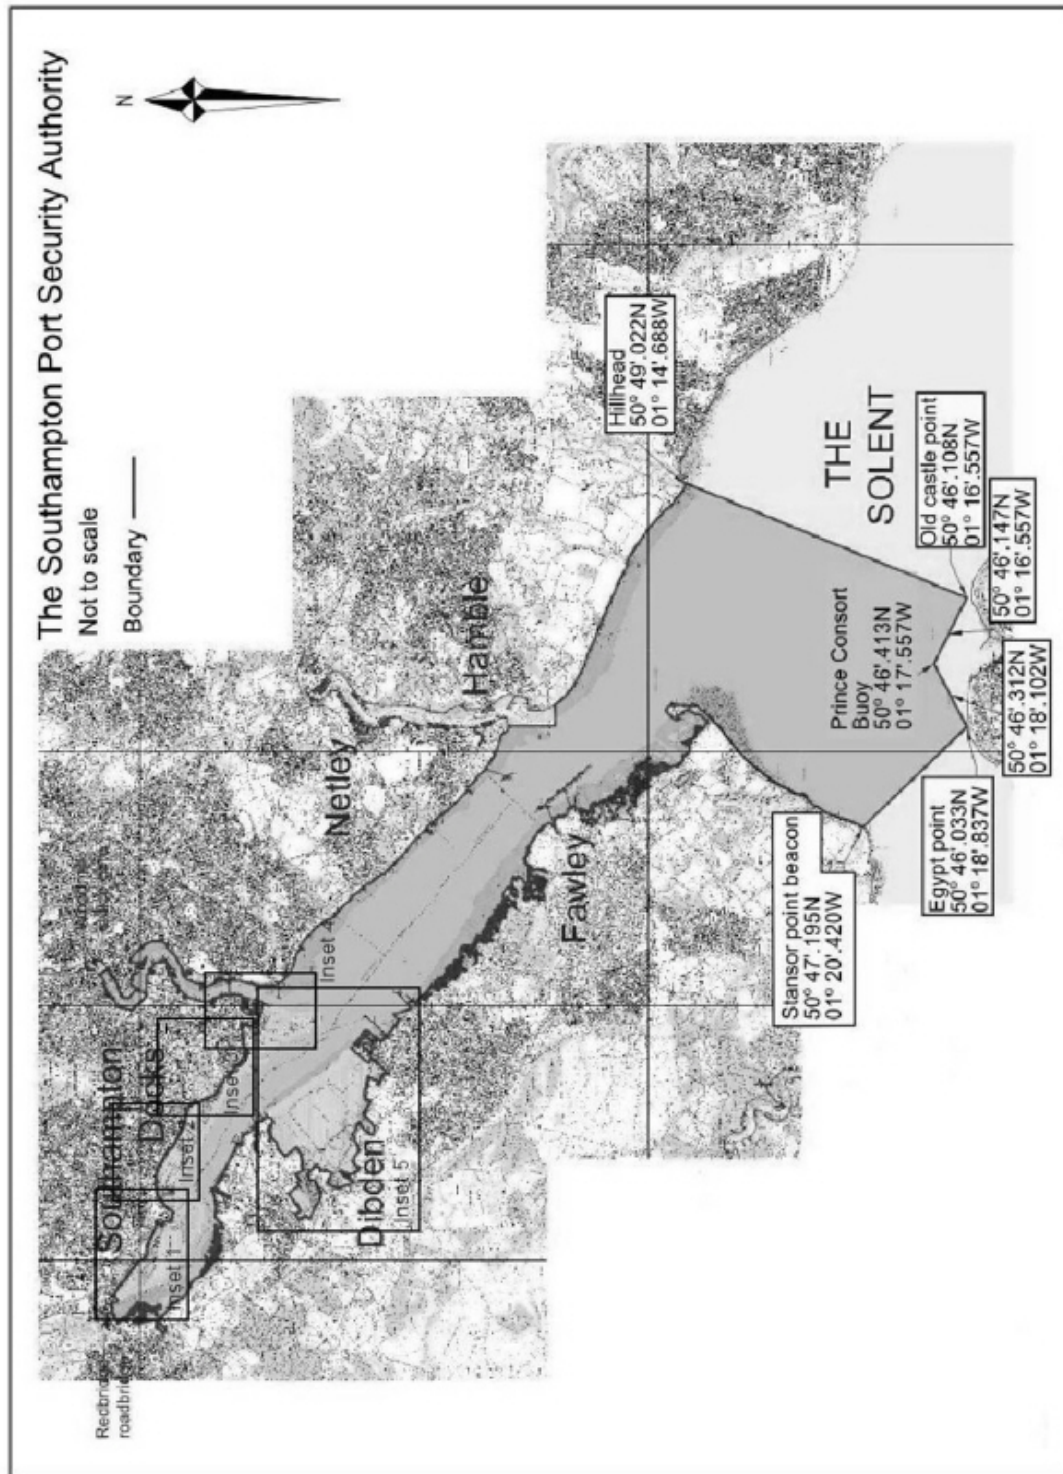 The Southampton Port Security Authority
Not to scale
Boundary
N
Redbridge
roadbridge
Southampton
Docks
Inset 1
Inset 2
Inset
Inset 4
Inset 5
Dibden
Netley
Hamble
Fawley
Hillhead
50° 49'.022N
01° 14'.688W
THE
SOLENT
Prince Consort
Buoy
50° 46'.413N
01° 17'.557W
Old castle point
50° 46'.108N
01° 16'.557W
50° 46'.147N
01° 16'.557W
50° 46'.312N
01° 18'.102W
Egypt point
50° 46'.033N
01° 18'.837W
Stansor point beacon
50° 47'.195N
01° 20'.420W